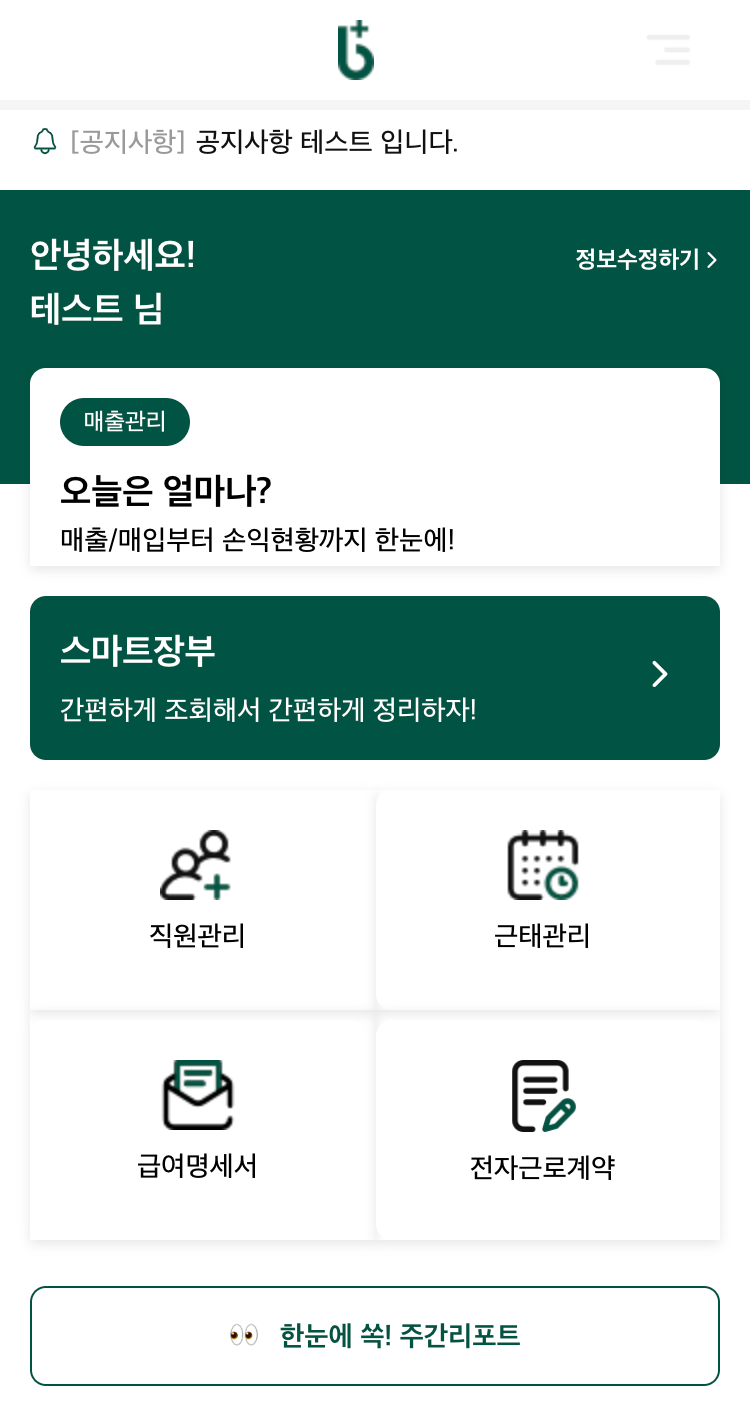 [공지사항] 공지사항 테스트 입니다.
안녕하세요!
정보수정하기
테스트 님
매출관리
오늘은 얼마나?
매출/매입부터 손익현황까지 한눈에!
스마트장부
간편하게 조회해서 간편하게 정리하자!
직원관리
근태관리
급여명세서
전자근로계약
👀 한눈에 쏙! 주간리포트